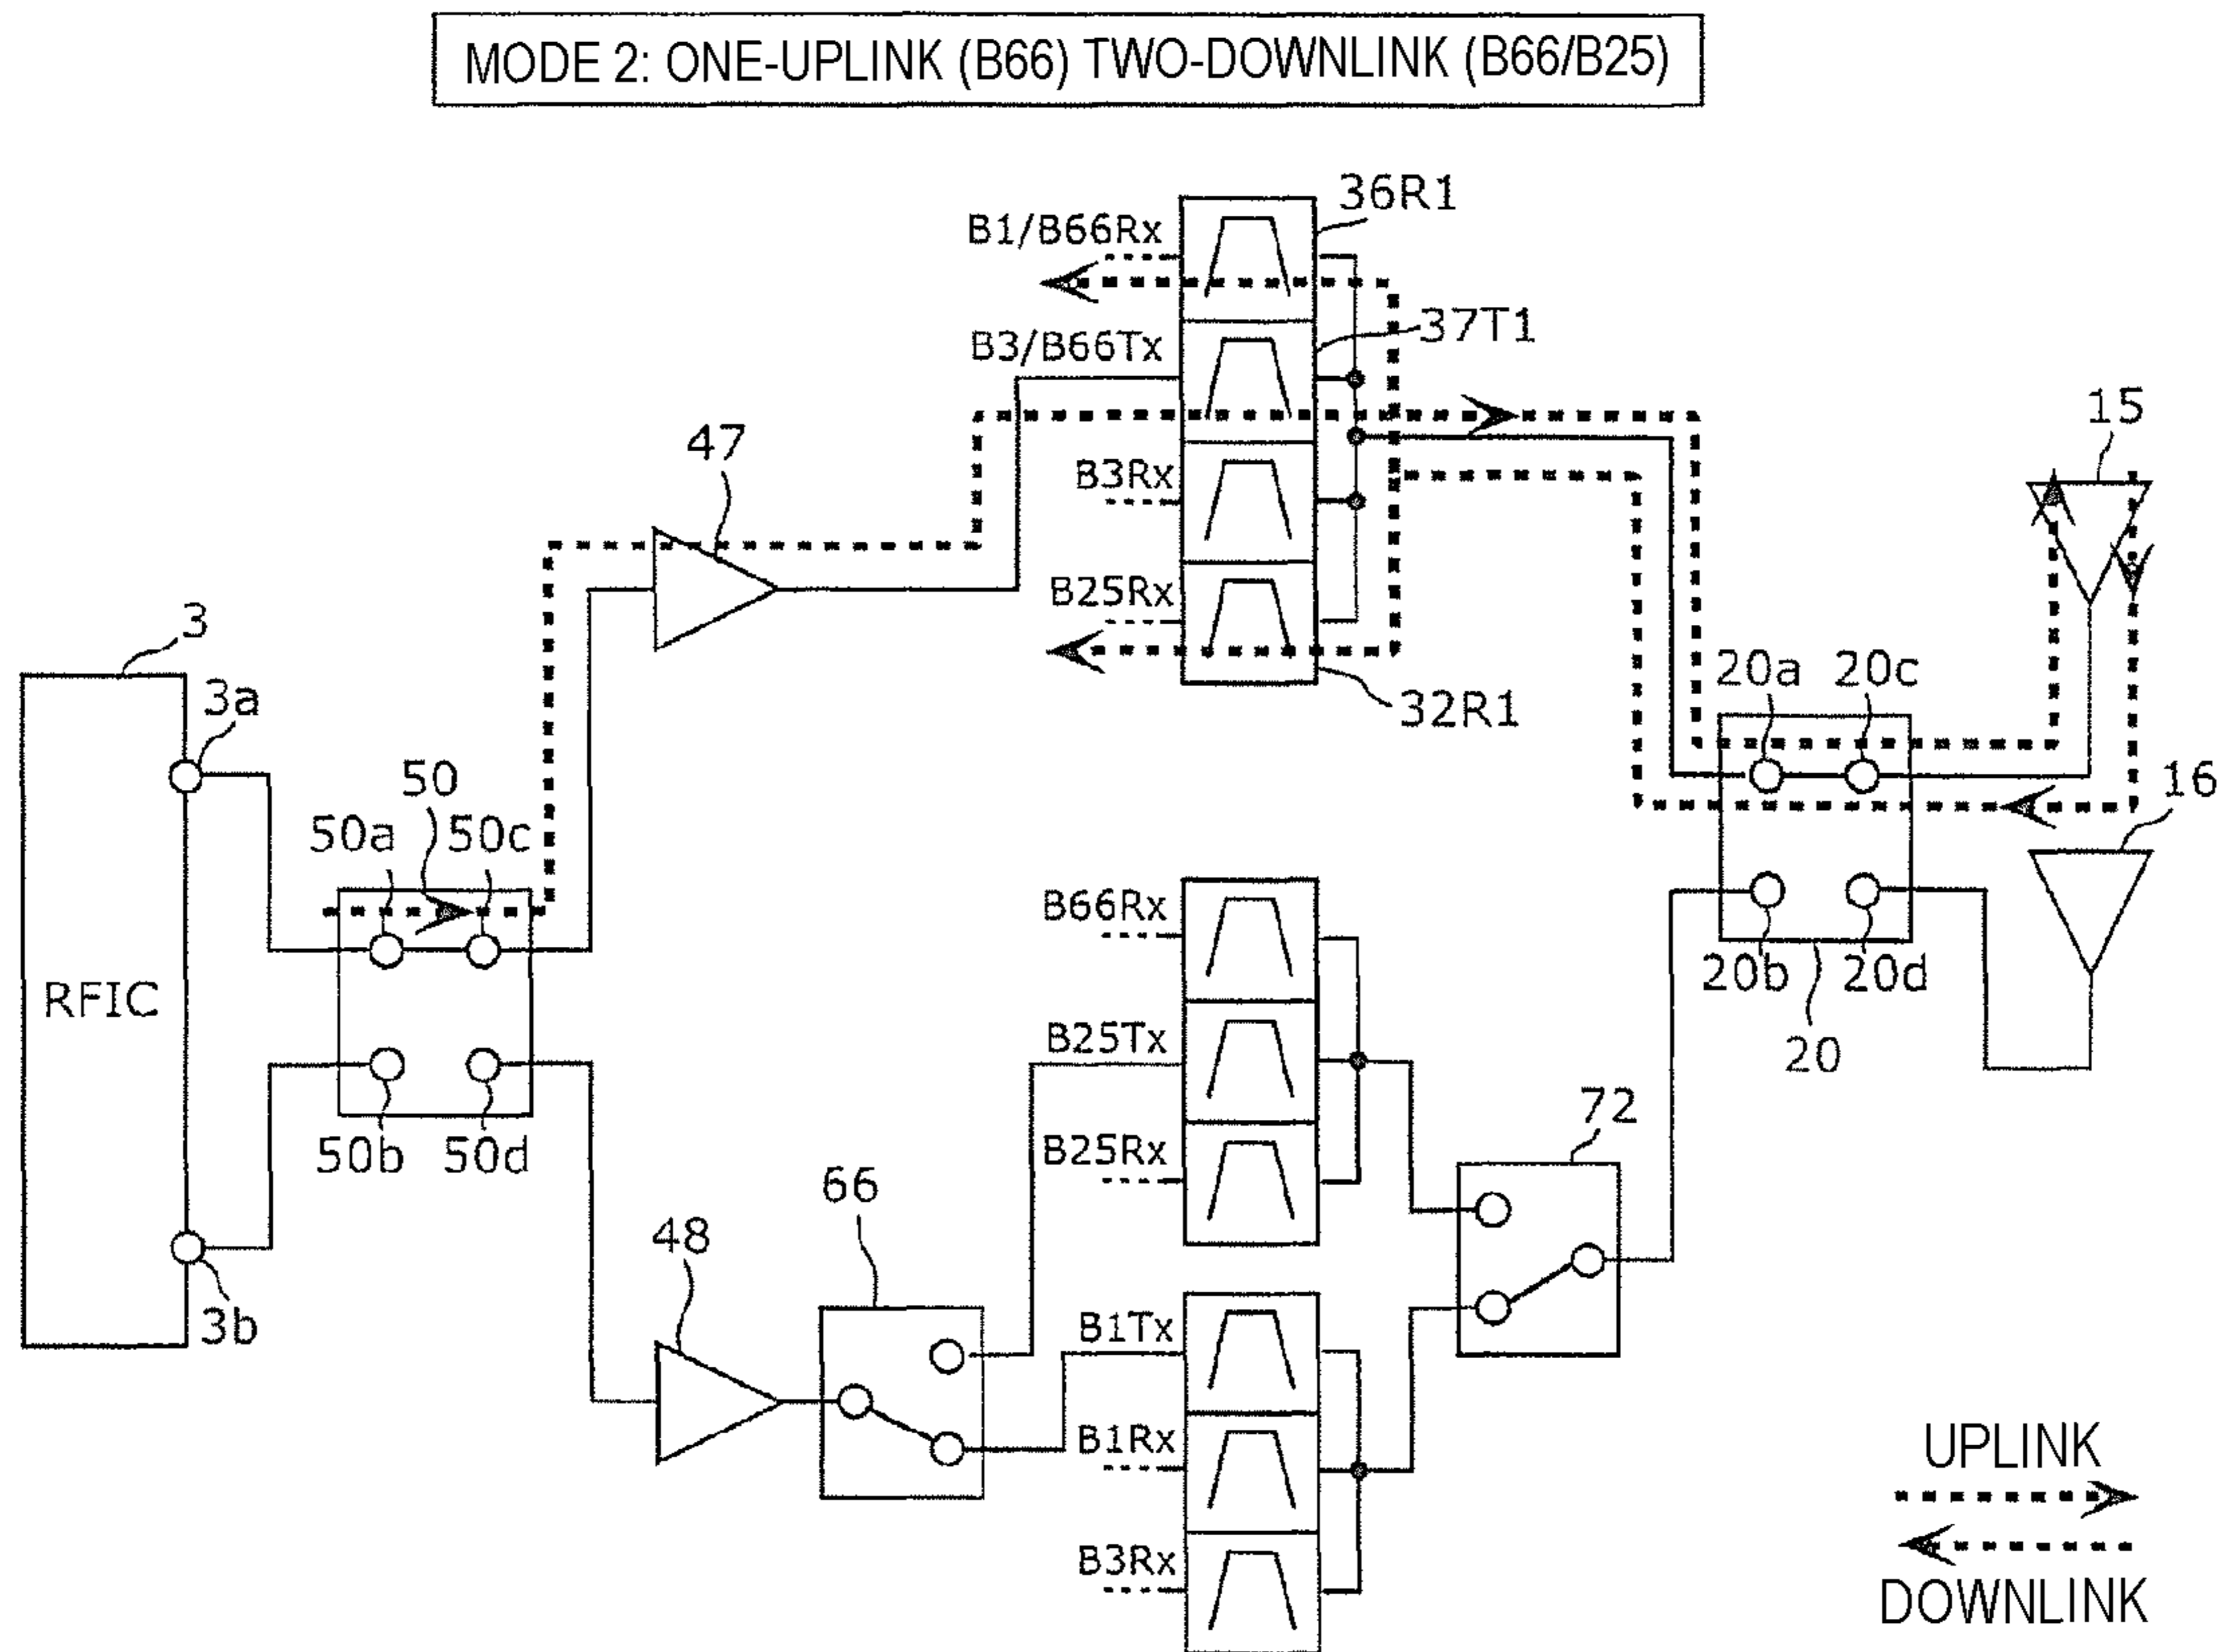 MODE 2: ONE-UPLINK (B66) TWO-DOWNLINK (B66/B25)
36R1
B1/B66Rx
37T1
B3/B66Tx
15
47
B3Rx
B25Rx
3
20a 20c
3a
32R1
50
16
50a 50c
B66Rx
20b 20d
RFIC
B25Tx
20
72
50b 50d
B25Rx
66
48
3b
B1Tx
B1Rx
UPLINK
B3Rx
DOWNLINK